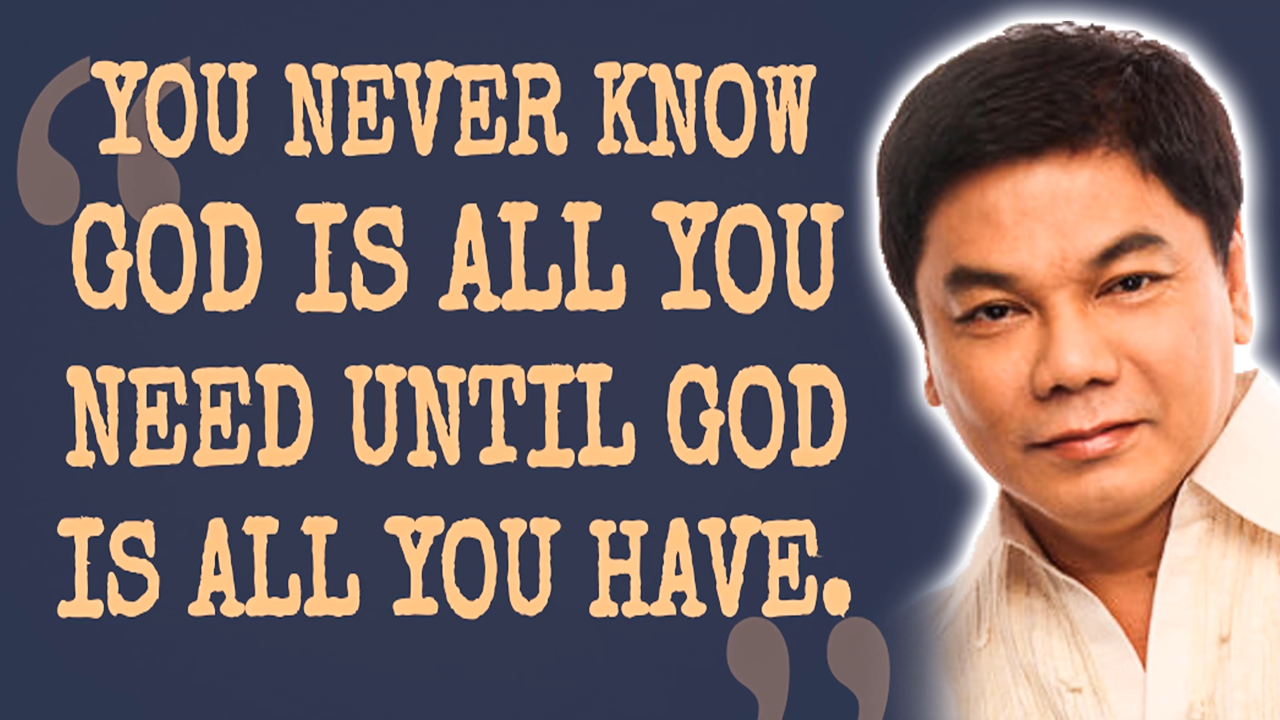 YOU NEVER KNOW
GOD IS ALL YOU
NEED UNTIL GOD
IS ALL YOU HAVE.